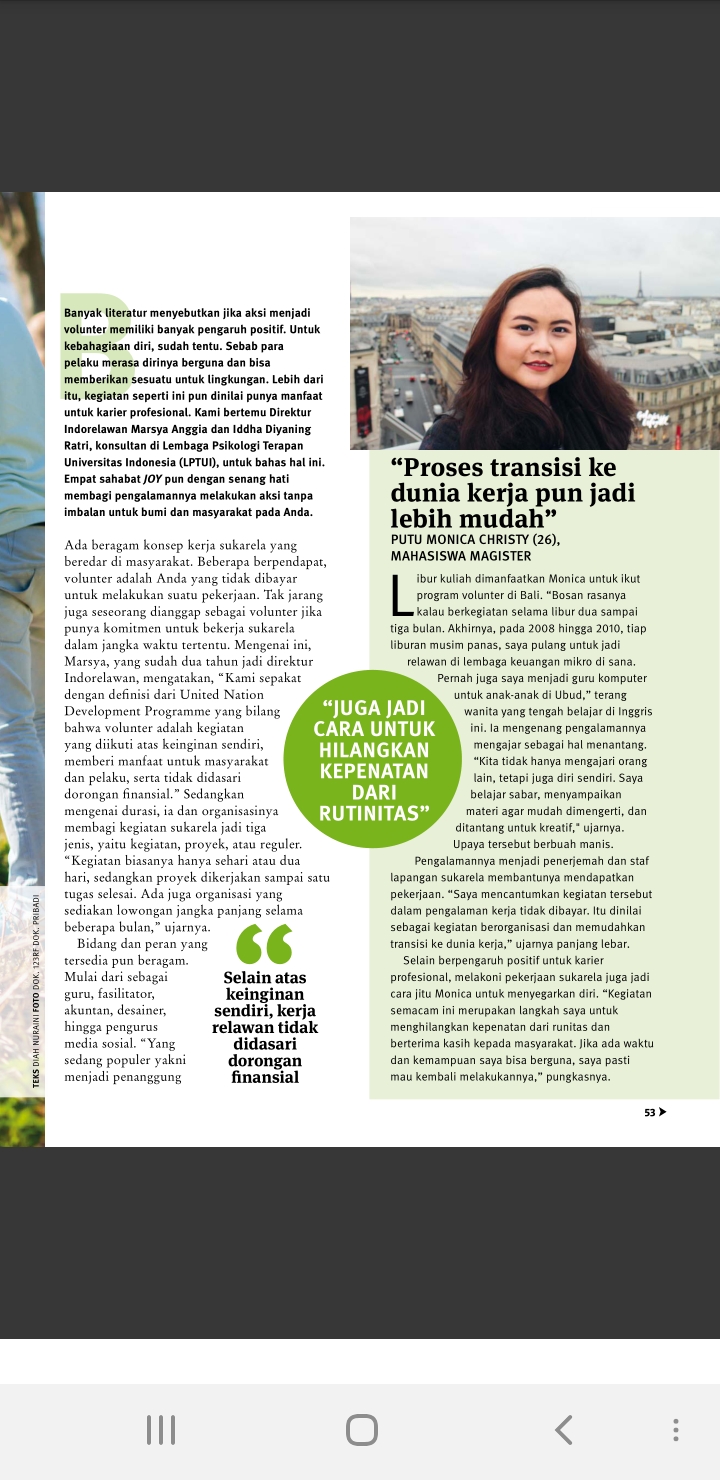 Banyak literatur menyebutkan jika aksi menjadi
volunter memiliki banyak pengaruh positif. Untuk
kebahagiaan diri, sudah tentu. Sebab para
pelaku merasa dirinya berguna dan bisa
memberikan sesuatu untuk lingkungan. Lebih dari
itu, kegiatan seperti ini pun dinilai punya manfaat
untuk karier profesional. Kami bertemu Direktur
Indorelawan Marsya Anggia dan Iddha Diyaning
Ratri, konsultan di Lembaga Psikologi Terapan
Universitas Indonesia (LPTUI), untuk bahas hal ini.
Empat sahabat JOY pun dengan senang hati
membagi pengalamannya melakukan aksi tanpa
imbalan untuk bumi dan masyarakat pada Anda.
Ada beragam konsep kerja sukarela yang
beredar di masyarakat. Beberapa berpendapat,
volunter adalah Anda yang tidak dibayar
untuk melakukan suatu pekerjaan. Tak jarang
juga seseorang dianggap sebagai volunter jika
punya komitmen untuk bekerja sukarela
dalam jangka waktu tertentu. Mengenai ini,
Marsya, yang sudah dua tahun jadi direktur
Indorelawan, mengatakan, “Kami sepakat
dengan definisi dari United Nation
Development Programme yang bilang
bahwa volunter adalah kegiatan
yang diikuti atas keinginan sendiri,
memberi manfaat untuk masyarakat
dan pelaku, serta tidak didasari
dorongan finansial.” Sedangkan
mengenai durasi, ia dan organisasinya
membagi kegiatan sukarela jadi tiga
jenis, yaitu kegiatan, proyek, atau reguler.
“Kegiatan biasanya hanya sehari atau dua
hari, sedangkan proyek dikerjakan sampai satu
tugas selesai. Ada juga organisasi yang
sediakan lowongan jangka panjang selama
beberapa bulan,” ujarnya.
Bidang dan peran yang
tersedia pun beragam.
Mulai dari sebagai
guru, fasilitator,
akuntan, desainer,
hingga pengurus
media sosial. “Yang
sedang populer yakni
menjadi penanggung
“
Selain atas
keinginan
sendiri, kerja
relawan tidak
didasari
dorongan
finansial
TEKS DIAH NURAINI FOTO DOK. 123RF DOK. PRIBADI
“JUGA JADI
CARA UNTUK
HILANGKAN
KEPENATAN
DARI
RUTINITAS”
“Proses transisi ke
dunia kerja pun jadi
lebih mudah”
PUTU MONICA CHRISTY (26),
MAHASISWA MAGISTER
Libur kuliah dimanfaatkan Monica untuk ikut
program volunter di Bali. “Bosan rasanya
kalau berkegiatan selama libur dua sampai
tiga bulan. Akhirnya, pada 2008 hingga 2010, tiap
liburan musim panas, saya pulang untuk jadi
relawan di lembaga keuangan mikro di sana.
Pernah juga saya menjadi guru komputer
untuk anak-anak di Ubud,” terang
wanita yang tengah belajar di Inggris
ini. Ia mengenang pengalamannya
mengajar sebagai hal menantang.
“Kita tidak hanya mengajari orang
lain, tetapi juga diri sendiri. Saya
belajar sabar, menyampaikan
materi agar mudah dimengerti, dan
ditantang untuk kreatif," ujarnya.
Upaya tersebut berbuah manis.
Pengalamannya menjadi penerjemah dan staf
lapangan sukarela membantunya mendapatkan
pekerjaan. “Saya mencantumkan kegiatan tersebut
dalam pengalaman kerja tidak dibayar. Itu dinilai
sebagai kegiatan berorganisasi dan memudahkan
transisi ke dunia kerja,” ujarnya panjang lebar.
Selain berpengaruh positif untuk karier
profesional, melakoni pekerjaan sukarela juga jadi
cara jitu Monica untuk menyegarkan diri. “Kegiatan
semacam ini merupakan langkah saya untuk
menghilangkan kepenatan dari runitas dan
berterima kasih kepada masyarakat. Jika ada waktu
dan kemampuan saya bisa berguna, saya pasti
mau kembali melakukannya,” pungkasnya.
53